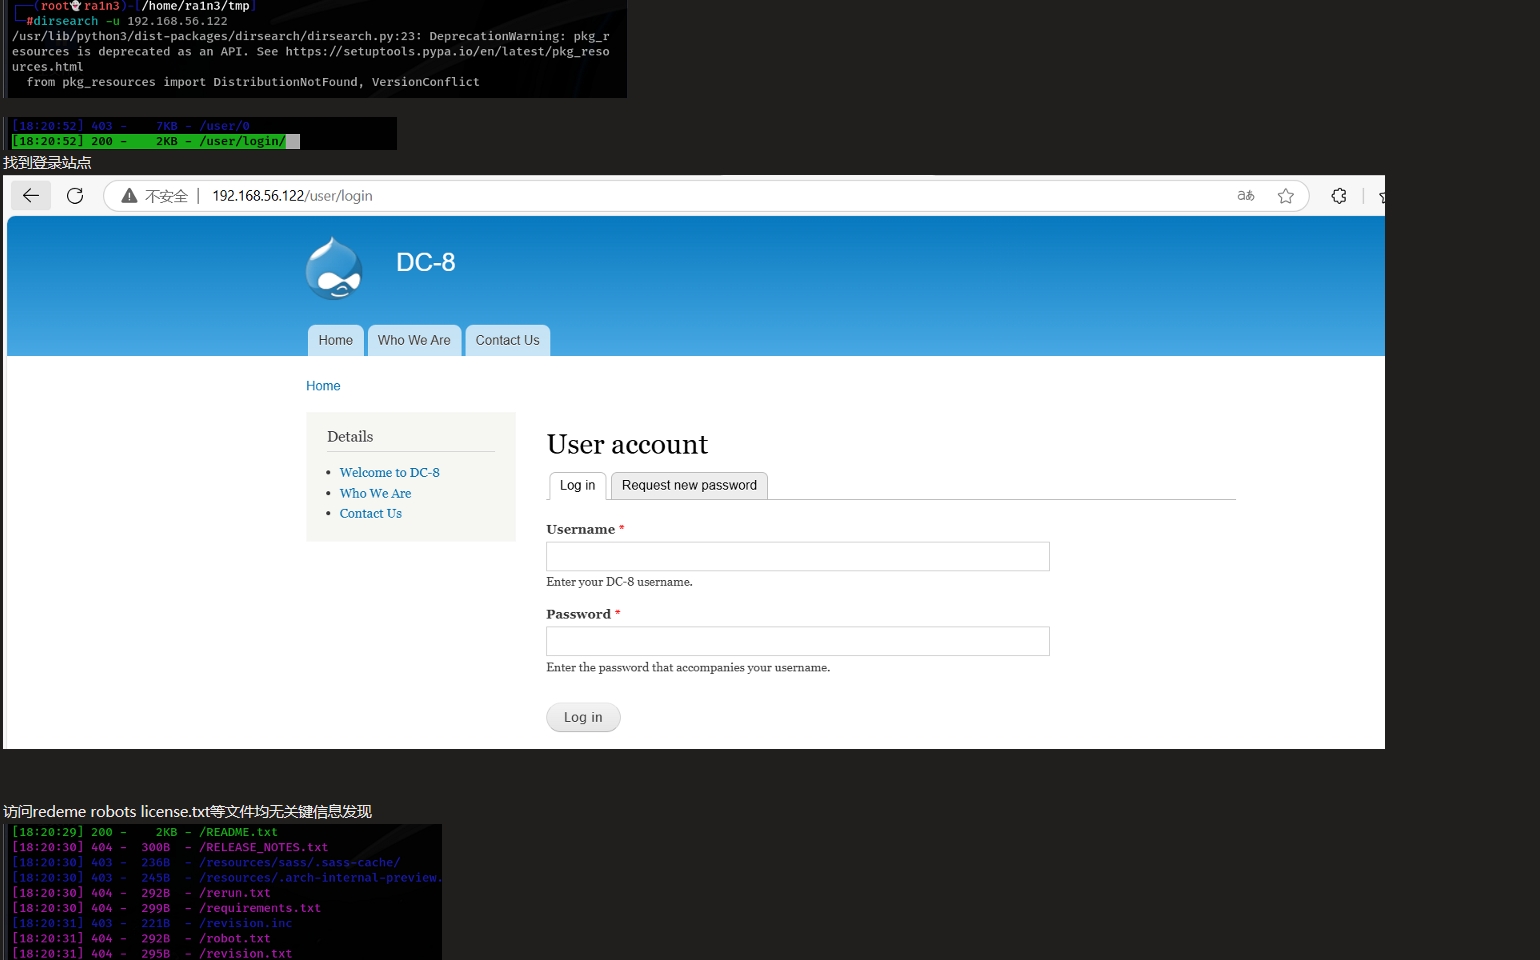 (root💀ra1n3)-[/home/ra1n3/tmp]
#dirsearch -u 192.168.56.122
/usr/lib/python3/dist-packages/dirsearch/dirsearch.py:23: DeprecationWarning: pkg_r
esources is deprecated as an API. See https://setuptools.pypa.io/en/latest/pkg_reso
urces.html
from pkg_resources import DistributionNotFound, VersionConflict
[18:20:52] 403 - 7KB - /user/0
[18:20:52] 200 - 2KB - /user/login/
找到登录站点
不安全 | 192.168.56.122/user/login
DC-8
Home
Who We Are
Contact Us
Home
Details
Welcome to DC-8
Who We Are
Contact Us
User account
Log in
Request new password
Username *
Enter your DC-8 username.
Password *
Enter the password that accompanies your username.
Log in
访问redeme robots license.txt等文件均无关键信息发现
[18:20:29] 200 - 2KB - /README.txt
[18:20:30] 404 - 300B - /RELEASE_NOTES.txt
[18:20:30] 403 - 236B - /resources/sass/.sass-cache/
[18:20:30] 403 - 245B - /resources/.arch-internal-preview.
[18:20:30] 404 - 292B - /rerun.txt
[18:20:30] 404 - 299B - /requirements.txt
[18:20:31] 403 - 221B - /revision.inc
[18:20:31] 404 - 292B - /robot.txt
[18:20:31] 404 - 295B - /revision.txt